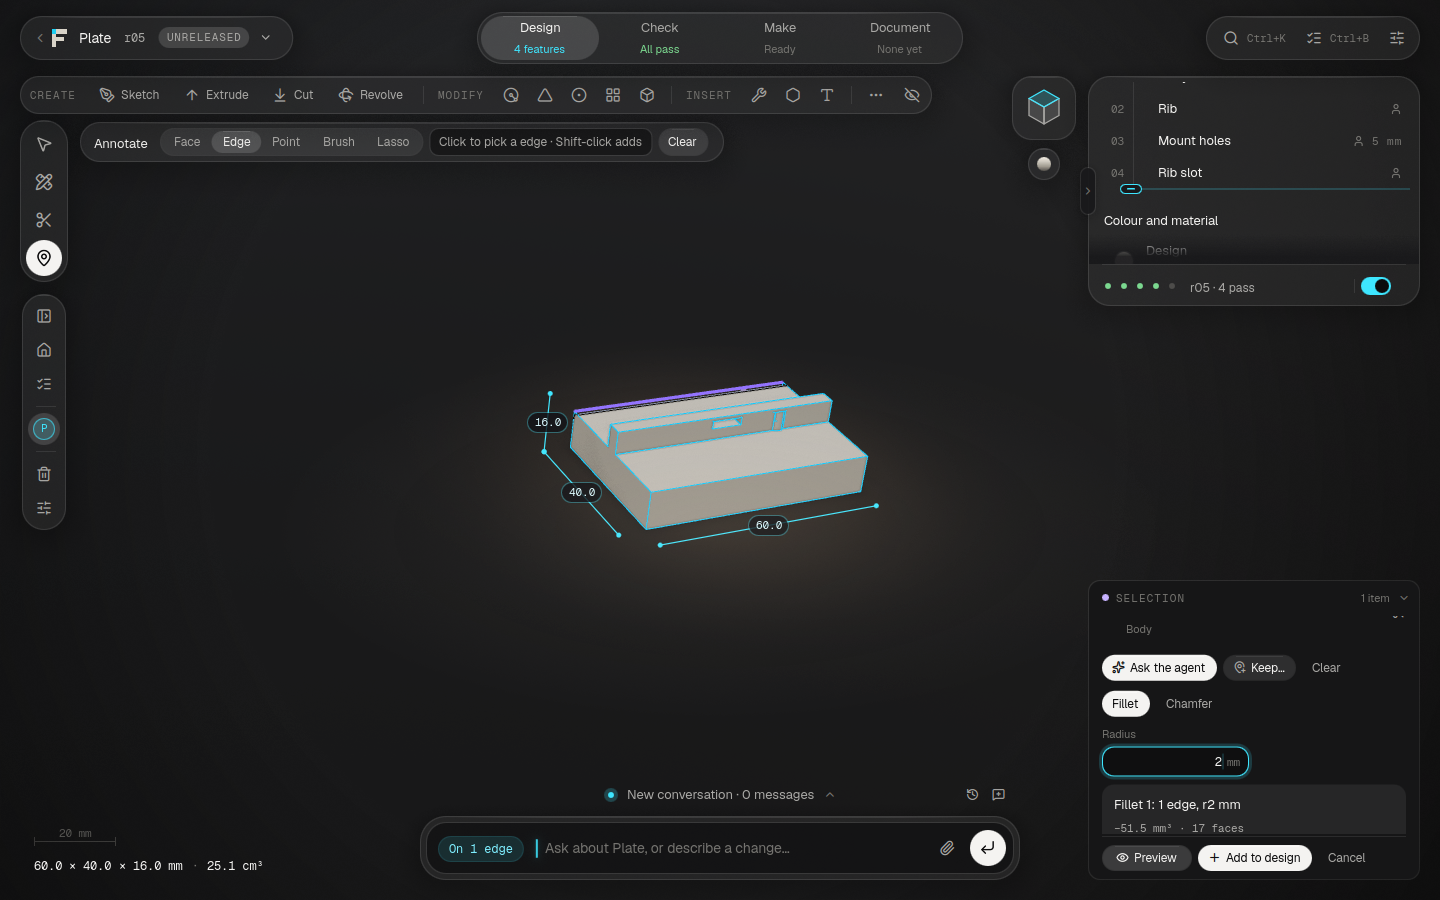 Plate r05 UNRELEASED
Design
4 features
Check
All pass
Make
Ready
Document
None yet
Ctrl+K Ctrl+B
CREATE Sketch Extrude Cut Revolve MODIFY INSERT
Annotate Face Edge Point Brush Lasso Click to pick a edge · Shift-click adds Clear
02 Rib
03 Mount holes 5 mm
04 Rib slot
Colour and material
Design
r05 · 4 pass
P
16.0
40.0
60.0
SELECTION 1 item
Body
Ask the agent Keep… Clear
Fillet Chamfer
Radius
2 mm
Fillet 1: 1 edge, r2 mm
−51.5 mm³ · 17 faces
Preview Add to design Cancel
New conversation · 0 messages
On 1 edge Ask about Plate, or describe a change…
20 mm
60.0 × 40.0 × 16.0 mm · 25.1 cm³